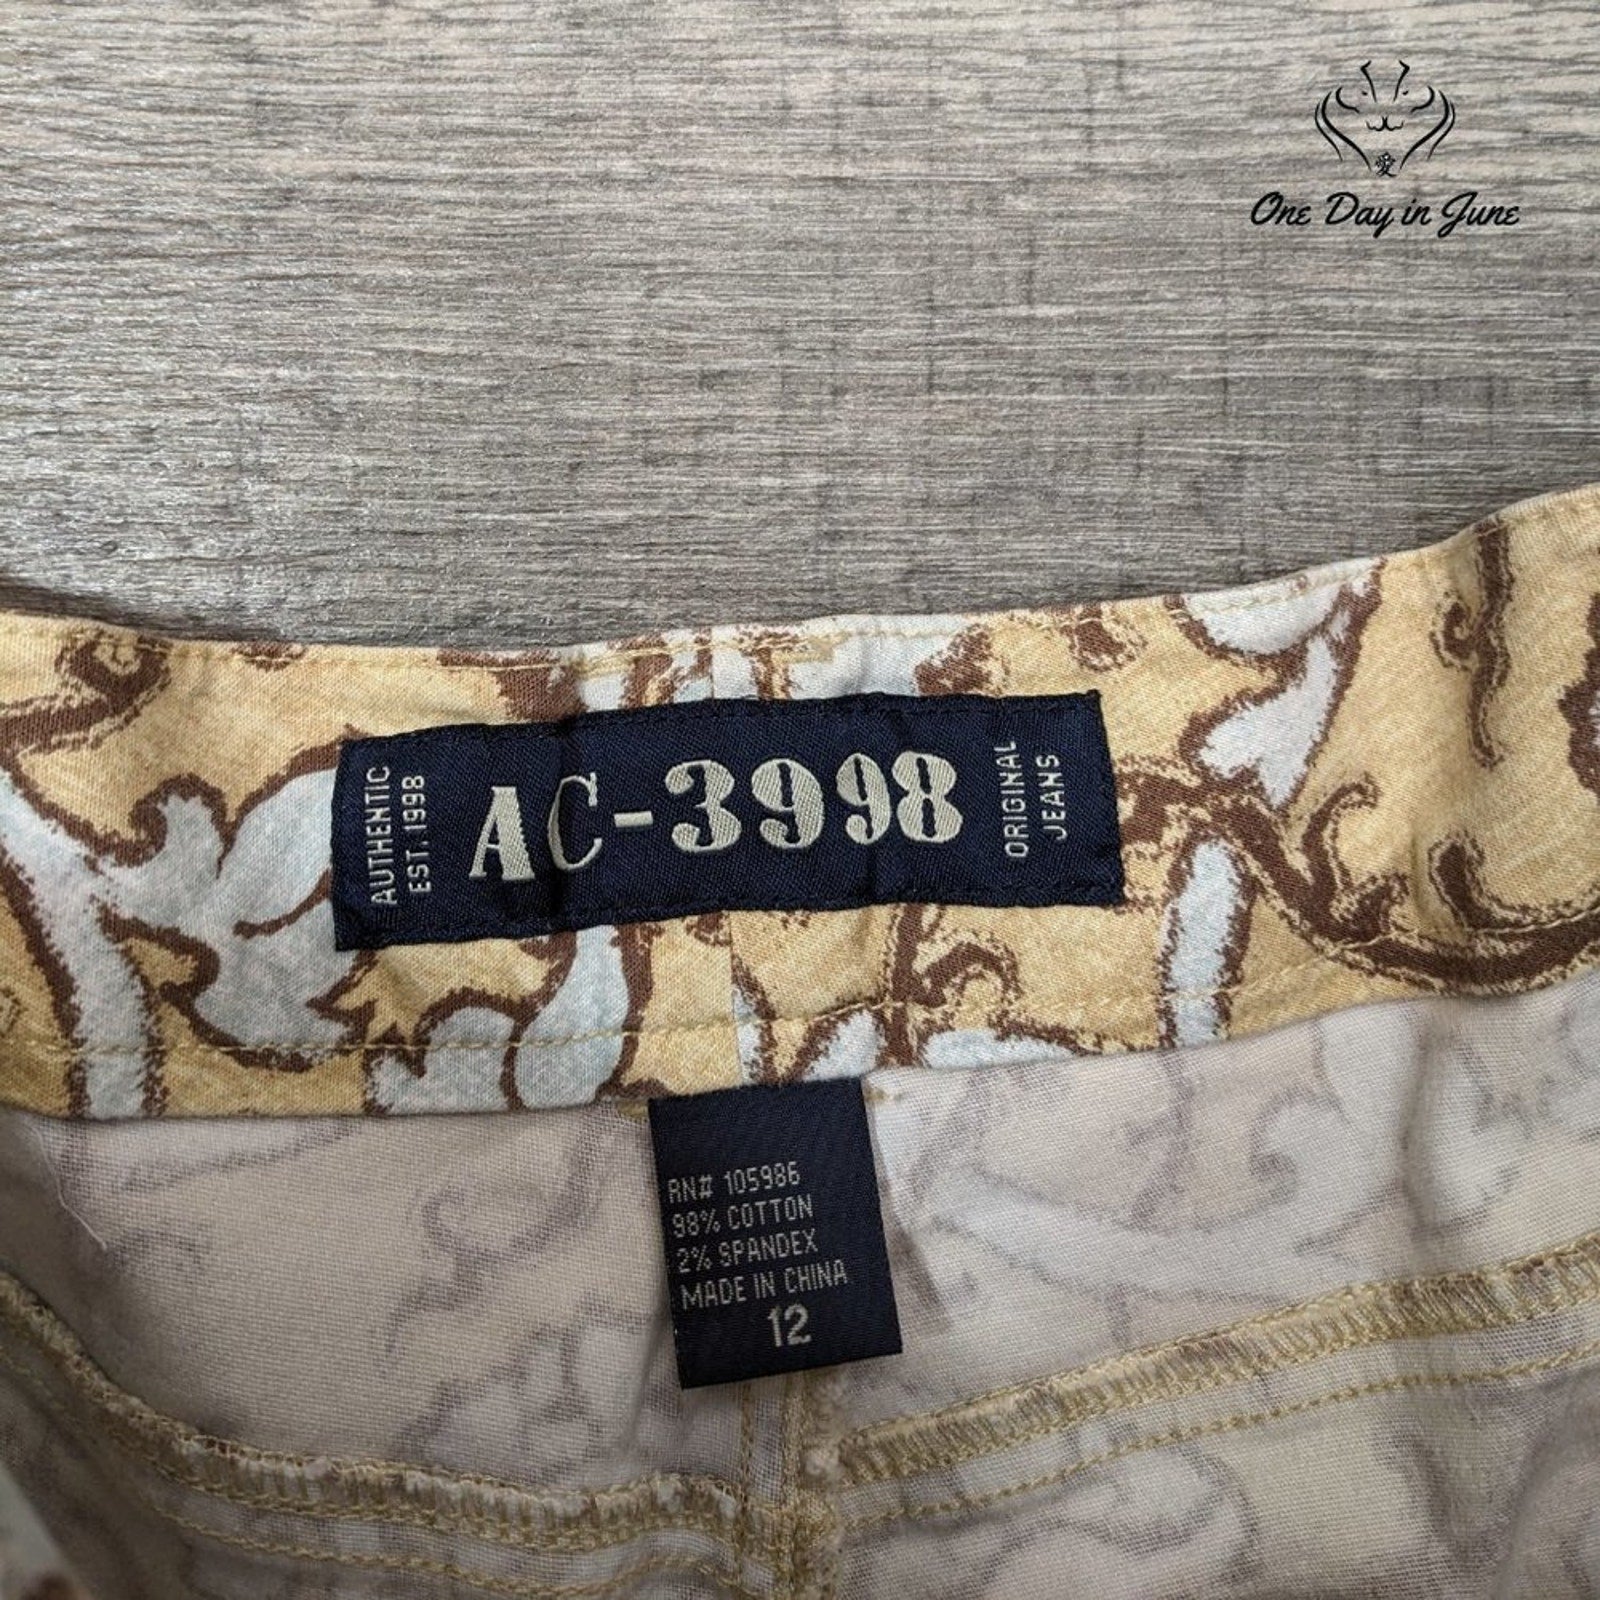 愛
One Day in June
AUTHENTIC
EST. 1998
AC-3998
ORIGINAL
JEANS
RN# 105986
98% COTTON
2% SPANDEX
MADE IN CHINA
12